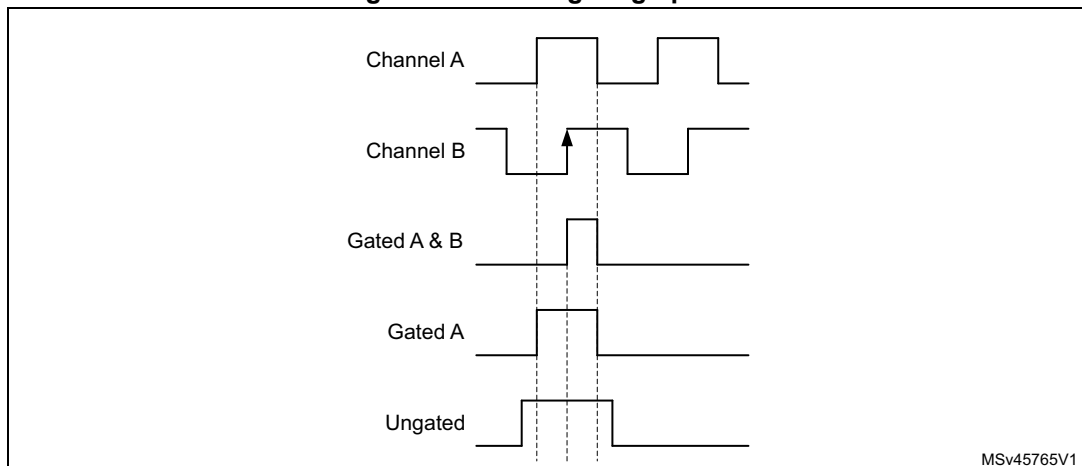 Channel A
Channel B
Gated A & B
Gated A
Ungated
MSv45765V1